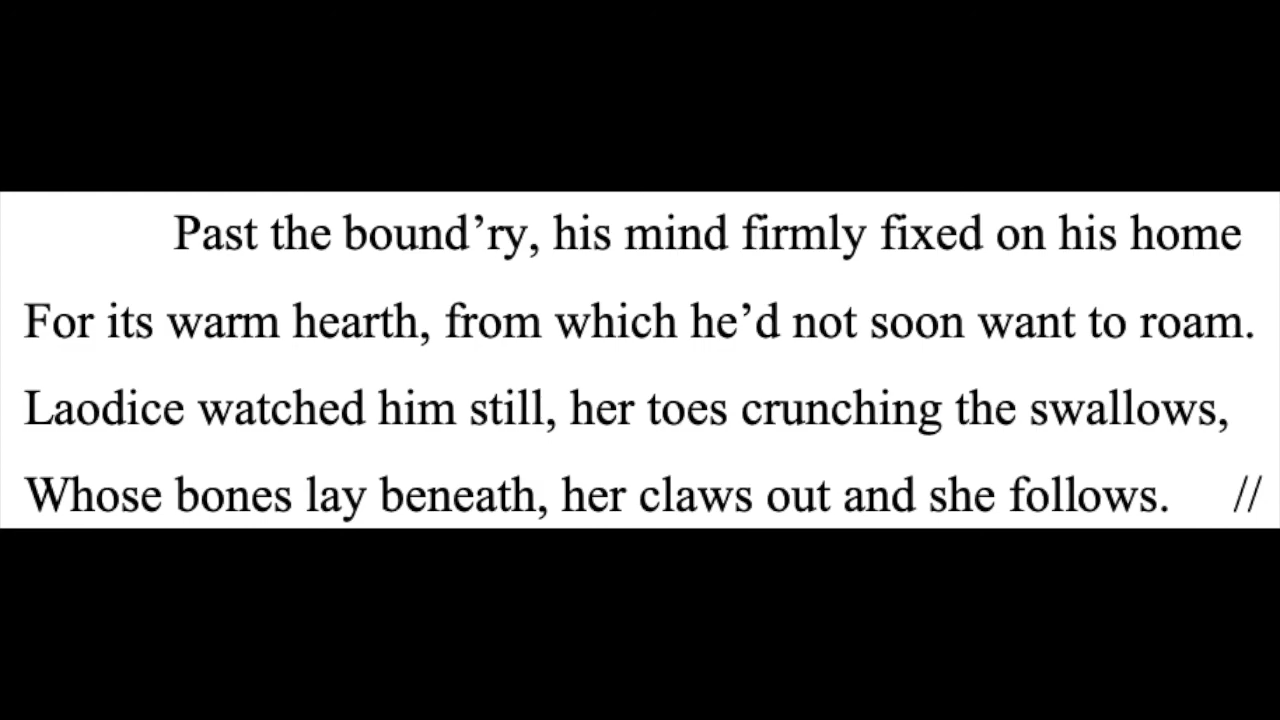 Past the bound’ry, his mind firmly fixed on his home
For its warm hearth, from which he’d not soon want to roam.
Laodice watched him still, her toes crunching the swallows,
Whose bones lay beneath, her claws out and she follows. //